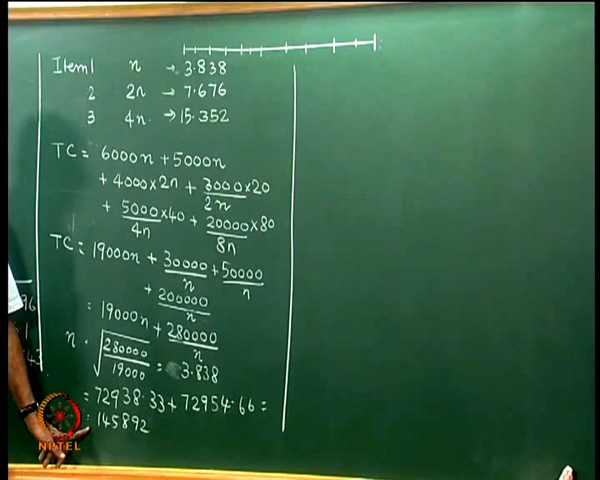 Item1 n → 3.838
2 2n → 7.676
3 4n → 15.352
TC = 6000n + 5000n
+ 4000 × 2n + 3000/2n × 20
+ 5000/4n × 40 + 20000/8n × 80
TC = 19000n + 30000/n + 50000/n
+ 200000/n
= 19000n + 280000/n
n = √280000/19000 = 3.838
= 72938.33 + 72954.66 =
= 145892
NPTEL